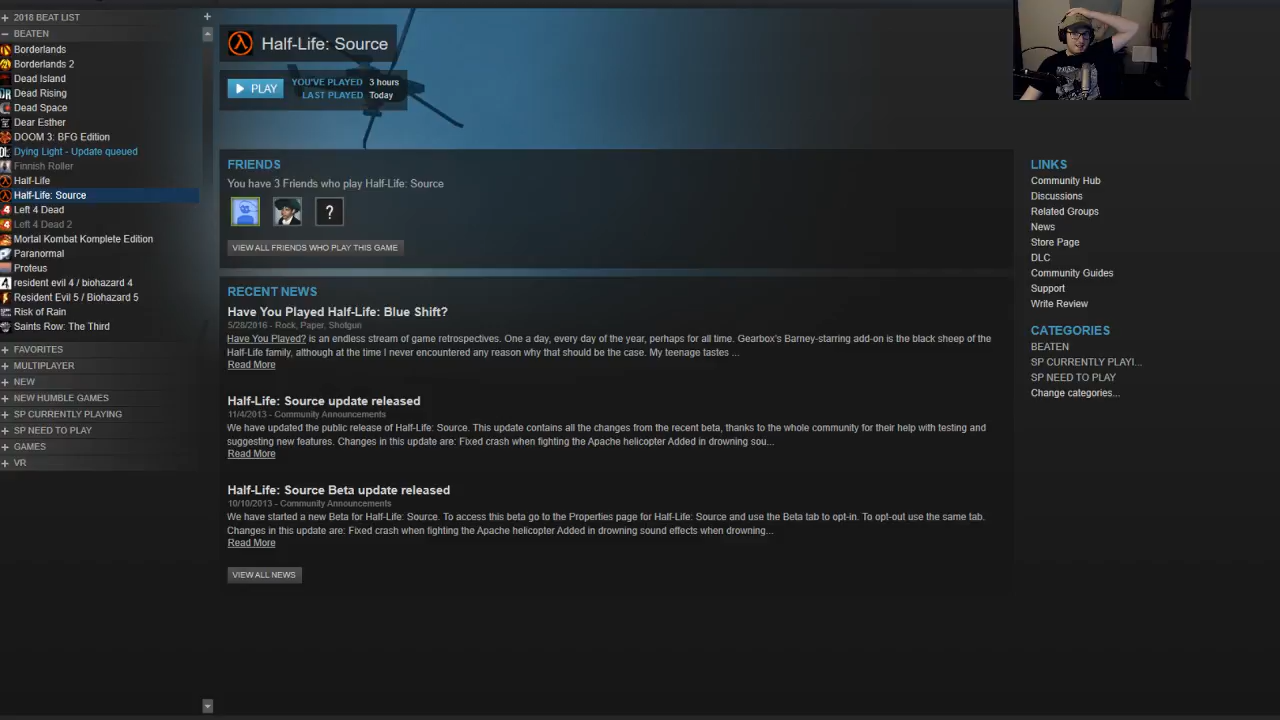 2018 BEAT LIST
BEATEN
Borderlands
Borderlands 2
Dead Island
Dead Rising
Dead Space
Dear Esther
DOOM 3: BFG Edition
Dying Light - Update queued
Finnish Roller
Half-Life
Half-Life: Source
Left 4 Dead
Left 4 Dead 2
Mortal Kombat Komplete Edition
Paranormal
Proteus
resident evil 4 / biohazard 4
Resident Evil 5 / Biohazard 5
Risk of Rain
Saints Row: The Third
FAVORITES
MULTIPLAYER
NEW
NEW HUMBLE GAMES
SP CURRENTLY PLAYING
SP NEED TO PLAY
GAMES
VR
Half-Life: Source
PLAY
YOU'VE PLAYED 3 hours
LAST PLAYED Today
FRIENDS
You have 3 Friends who play Half-Life: Source
?
VIEW ALL FRIENDS WHO PLAY THIS GAME
RECENT NEWS
Have You Played Half-Life: Blue Shift?
5/28/2016 - Rock, Paper, Shotgun
Have You Played? is an endless stream of game retrospectives. One a day, every day of the year, perhaps for all time. Gearbox's Barney-starring add-on is the black sheep of the
Half-Life family, although at the time I never encountered any reason why that should be the case. My teenage tastes ...
Read More
Half-Life: Source update released
11/4/2013 - Community Announcements
We have updated the public release of Half-Life: Source. This update contains all the changes from the recent beta, thanks to the whole community for their help with testing and
suggesting new features. Changes in this update are: Fixed crash when fighting the Apache helicopter Added in drowning sou...
Read More
Half-Life: Source Beta update released
10/10/2013 - Community Announcements
We have started a new Beta for Half-Life: Source. To access this beta go to the Properties page for Half-Life: Source and use the Beta tab to opt-in. To opt-out use the same tab.
Changes in this update are: Fixed crash when fighting the Apache helicopter Added in drowning sound effects when drowning...
Read More
VIEW ALL NEWS
LINKS
Community Hub
Discussions
Related Groups
News
Store Page
DLC
Community Guides
Support
Write Review
CATEGORIES
BEATEN
SP CURRENTLY PLAYI...
SP NEED TO PLAY
Change categories...